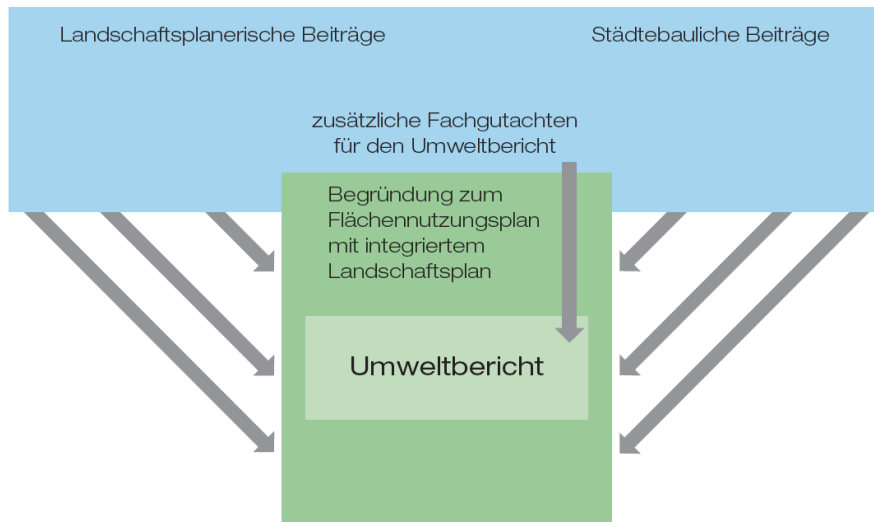 Landschaftsplanerische Beiträge
Städtebauliche Beiträge
zusätzliche Fachgutachten
für den Umweltbericht
Begründung zum
Flächennutzungsplan
mit integriertem
Landschaftsplan
Umweltbericht